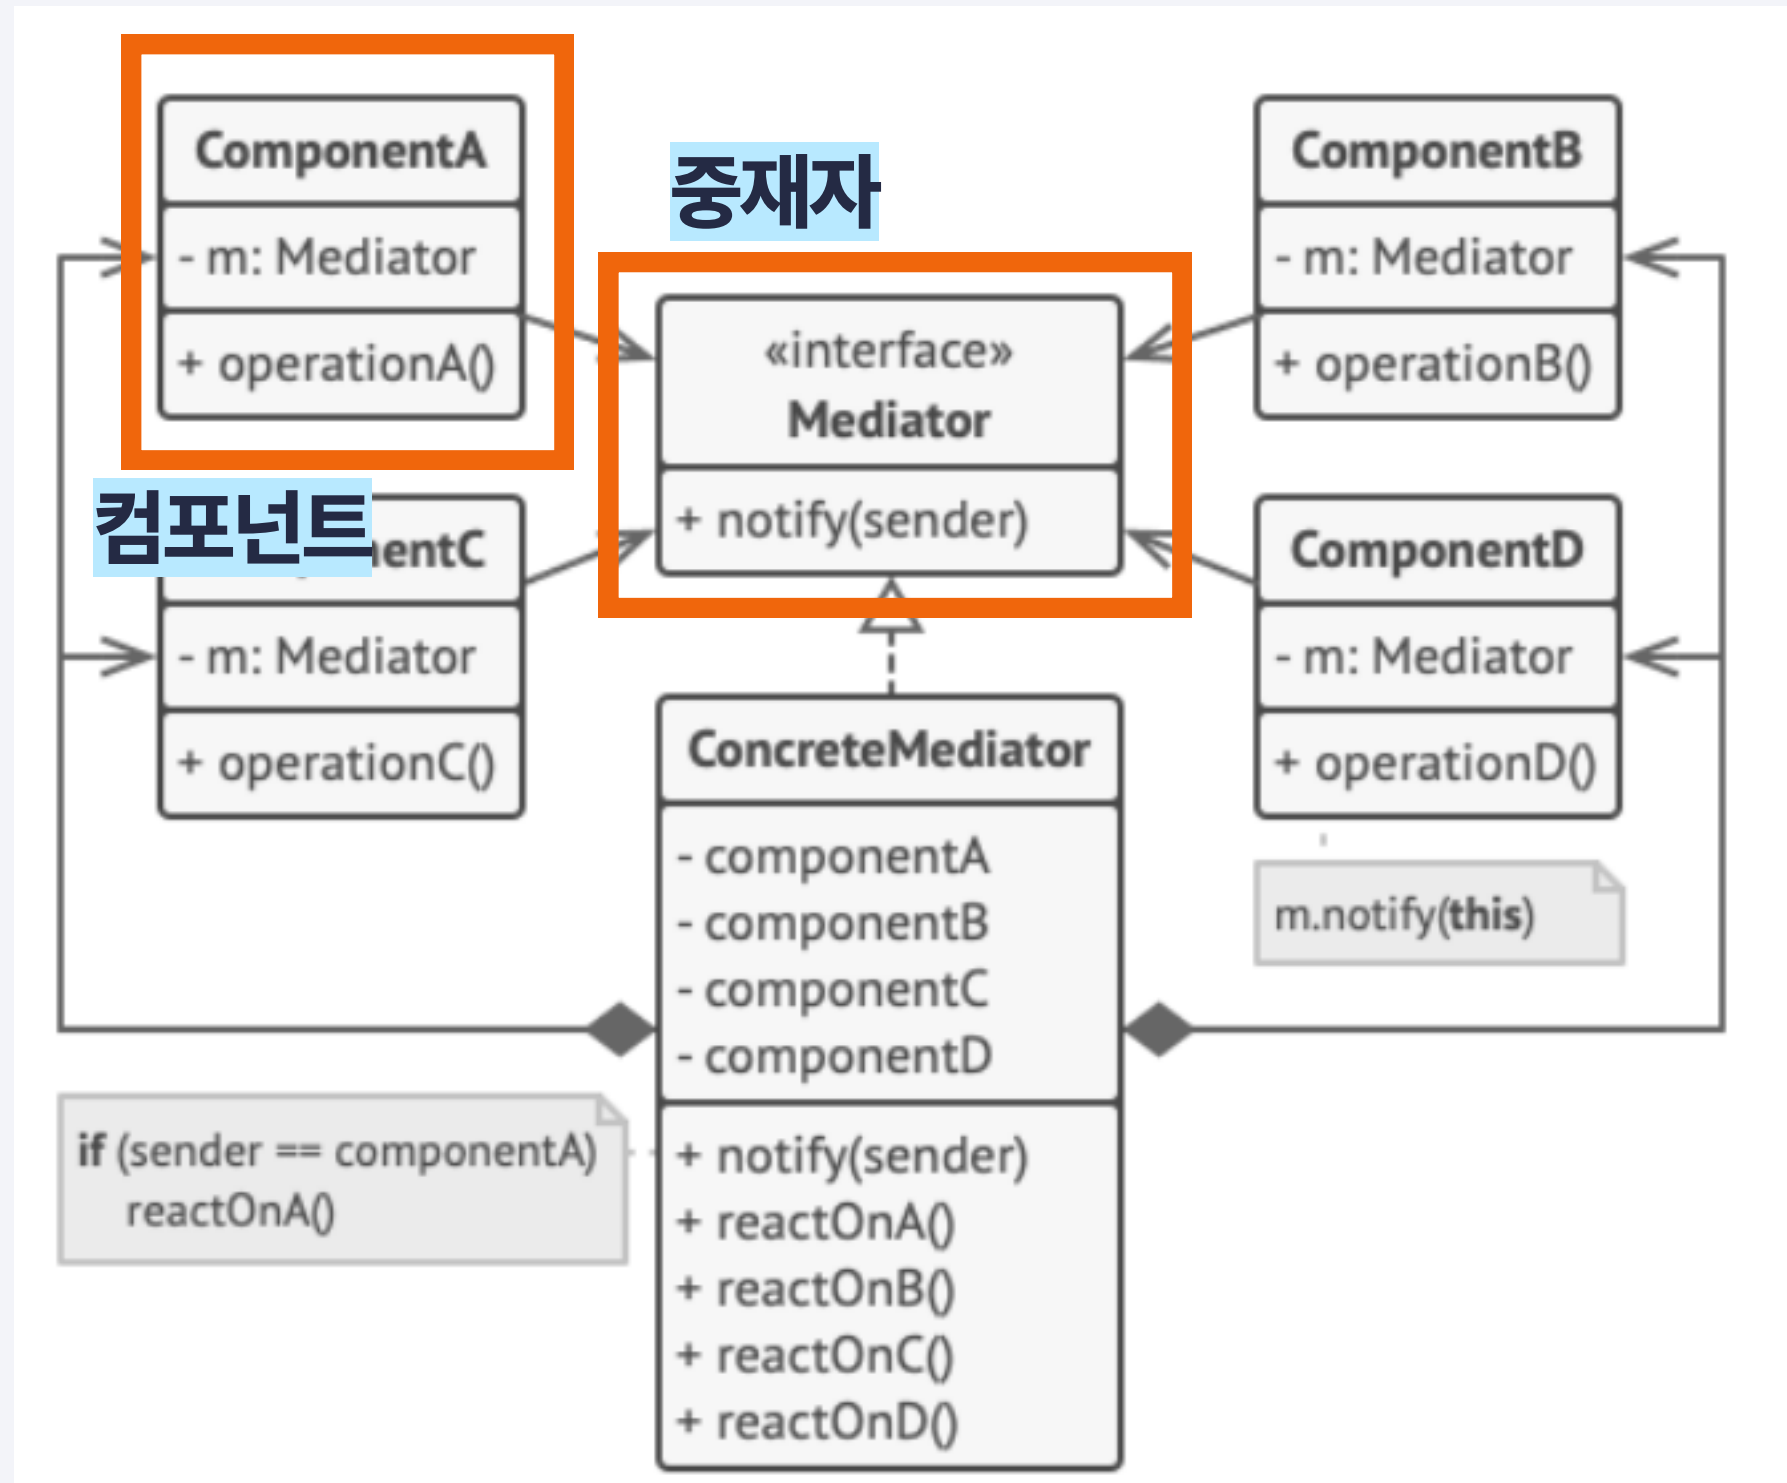 ComponentA
- m: Mediator
+ operationA()
중재자
«interface»
Mediator
+ notify(sender)
ComponentB
- m: Mediator
+ operationB()
컴포넌트
nentC
- m: Mediator
+ operationC()
ComponentD
- m: Mediator
+ operationD()
m.notify(this)
ConcreteMediator
- componentA
- componentB
- componentC
- componentD
+ notify(sender)
+ reactOnA()
+ reactOnB()
+ reactOnC()
+ reactOnD()
if (sender == componentA)
reactOnA()